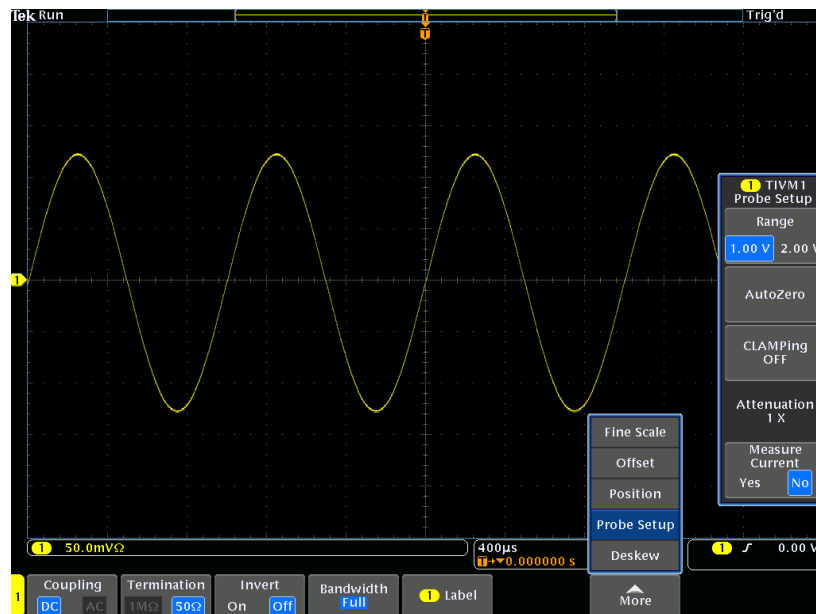 Tek Run Trig'd
T
T
1 TIVM1
Probe Setup
Range
1.00 V 2.00 V
AutoZero
CLAMPing
OFF
Attenuation
1 X
Measure
Current
Yes No
1
Fine Scale
Offset
Position
Probe Setup
Deskew
1 50.0mVΩ
400µs
T→▼0.000000 s
1 0.00 V
1
Coupling
DC AC
Termination
1MΩ 50Ω
Invert
On Off
Bandwidth
Full
1 Label
More